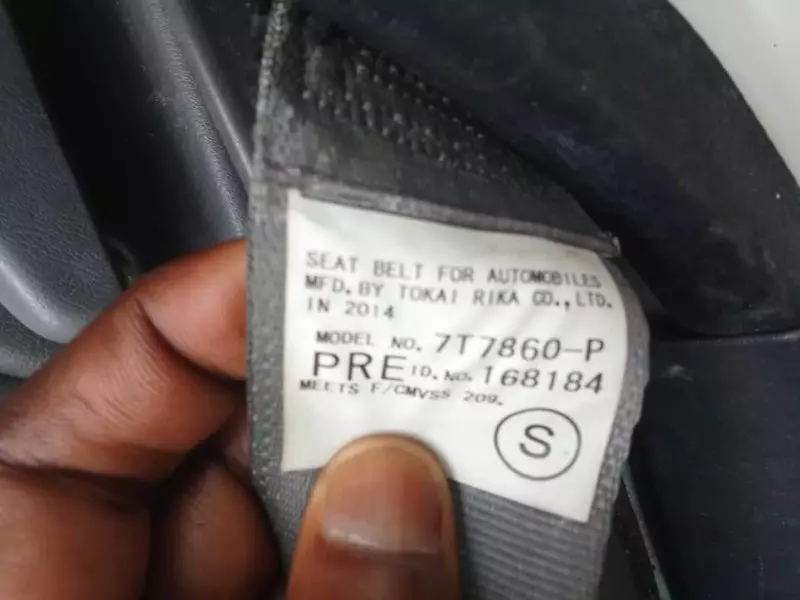 SEAT BELT FOR AUTOMOBILES
MFD. BY TOKAI RIKA CO., LTD.
IN 2014
MODEL NO. 7T7860-P
PRE ID. NO. 168184
MEETS F/CMVSS 209.
S